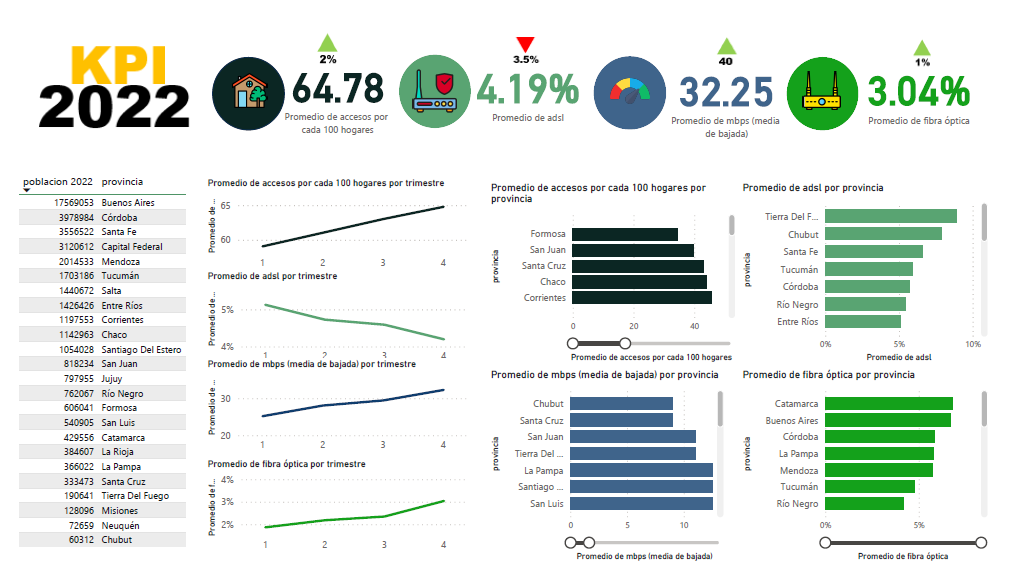 KPI
2022
2%
64.78
Promedio de accesos por
cada 100 hogares
3.5%
4.19%
Promedio de adsl
40
32.25
Promedio de mbps (media
de bajada)
1%
3.04%
Promedio de fibra óptica
poblacion 2022 provincia
17569053 Buenos Aires
3978984 Córdoba
3556522 Santa Fe
3120612 Capital Federal
2014533 Mendoza
1703186 Tucumán
1440672 Salta
1426426 Entre Ríos
1197553 Corrientes
1142963 Chaco
1054028 Santiago Del Estero
818234 San Juan
797955 Jujuy
762067 Río Negro
606041 Formosa
540905 San Luis
429556 Catamarca
384607 La Rioja
366022 La Pampa
333473 Santa Cruz
190641 Tierra Del Fuego
128096 Misiones
72659 Neuquén
60312 Chubut
Promedio de accesos por cada 100 hogares por trimestre
Promedio de ...
65
60
1 2 3 4
Promedio de adsl por trimestre
Promedio de ...
5%
4%
1 2 3 4
Promedio de mbps (media de bajada) por trimestre
Promedio de ...
30
20
1 2 3 4
Promedio de fibra óptica por trimestre
Promedio de f...
4%
3%
2%
1 2 3 4
Promedio de accesos por cada 100 hogares por
provincia
provincia
Formosa
San Juan
Santa Cruz
Chaco
Corrientes
0 20 40
Promedio de accesos por cada 100 hogares
Promedio de adsl por provincia
provincia
Tierra Del F...
Chubut
Santa Fe
Tucumán
Córdoba
Río Negro
Entre Ríos
0% 5% 10%
Promedio de adsl
Promedio de mbps (media de bajada) por provincia
provincia
Chubut
Santa Cruz
San Juan
Tierra Del ...
La Pampa
Santiago ...
San Luis
0 5 10
Promedio de mbps (media de bajada)
Promedio de fibra óptica por provincia
provincia
Catamarca
Buenos Aires
Córdoba
La Pampa
Mendoza
Tucumán
Río Negro
0% 5%
Promedio de fibra óptica